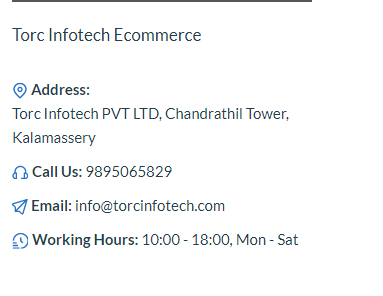 Torc Infotech Ecommerce
Address:
Torc Infotech PVT LTD, Chandrathil Tower,
Kalamassery
Call Us: 9895065829
Email: info@torcinfotech.com
Working Hours: 10:00 - 18:00, Mon - Sat